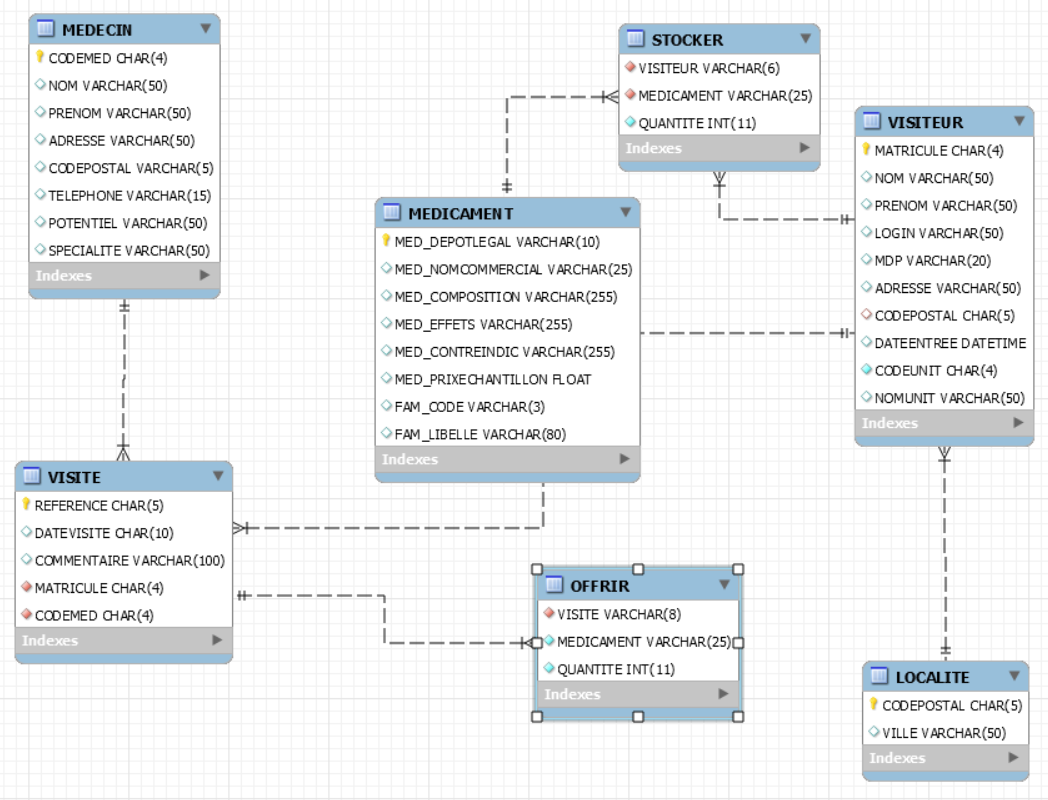 MEDECIN
CODEMED CHAR(4)
NOM VARCHAR(50)
PRENOM VARCHAR(50)
ADRESSE VARCHAR(50)
CODEPOSTAL VARCHAR(5)
TELEPHONE VARCHAR(15)
POTENTIEL VARCHAR(50)
SPECIALITE VARCHAR(50)
Indexes
STOCKER
VISITEUR VARCHAR(6)
MEDICAMENT VARCHAR(25)
QUANTITE INT(11)
Indexes
VISITEUR
MATRICULE CHAR(4)
NOM VARCHAR(50)
PRENOM VARCHAR(50)
LOGIN VARCHAR(50)
MDP VARCHAR(20)
ADRESSE VARCHAR(50)
CODEPOSTAL CHAR(5)
DATEENTREE DATETIME
CODEUNIT CHAR(4)
NOMUNIT VARCHAR(50)
Indexes
MEDICAMENT
MED_DEPOTLEGAL VARCHAR(10)
MED_NOMCOMMERCIAL VARCHAR(25)
MED_COMPOSITION VARCHAR(255)
MED_EFFETS VARCHAR(255)
MED_CONTREINDIC VARCHAR(255)
MED_PRIXECHANTILLON FLOAT
FAM_CODE VARCHAR(3)
FAM_LIBELLE VARCHAR(80)
Indexes
VISITE
REFERENCE CHAR(5)
DATEVISITE CHAR(10)
COMMENTAIRE VARCHAR(100)
MATRICULE CHAR(4)
CODEMED CHAR(4)
Indexes
OFFRIR
VISITE VARCHAR(8)
MEDICAMENT VARCHAR(25)
QUANTITE INT(11)
Indexes
LOCALITE
CODEPOSTAL CHAR(5)
VILLE VARCHAR(50)
Indexes